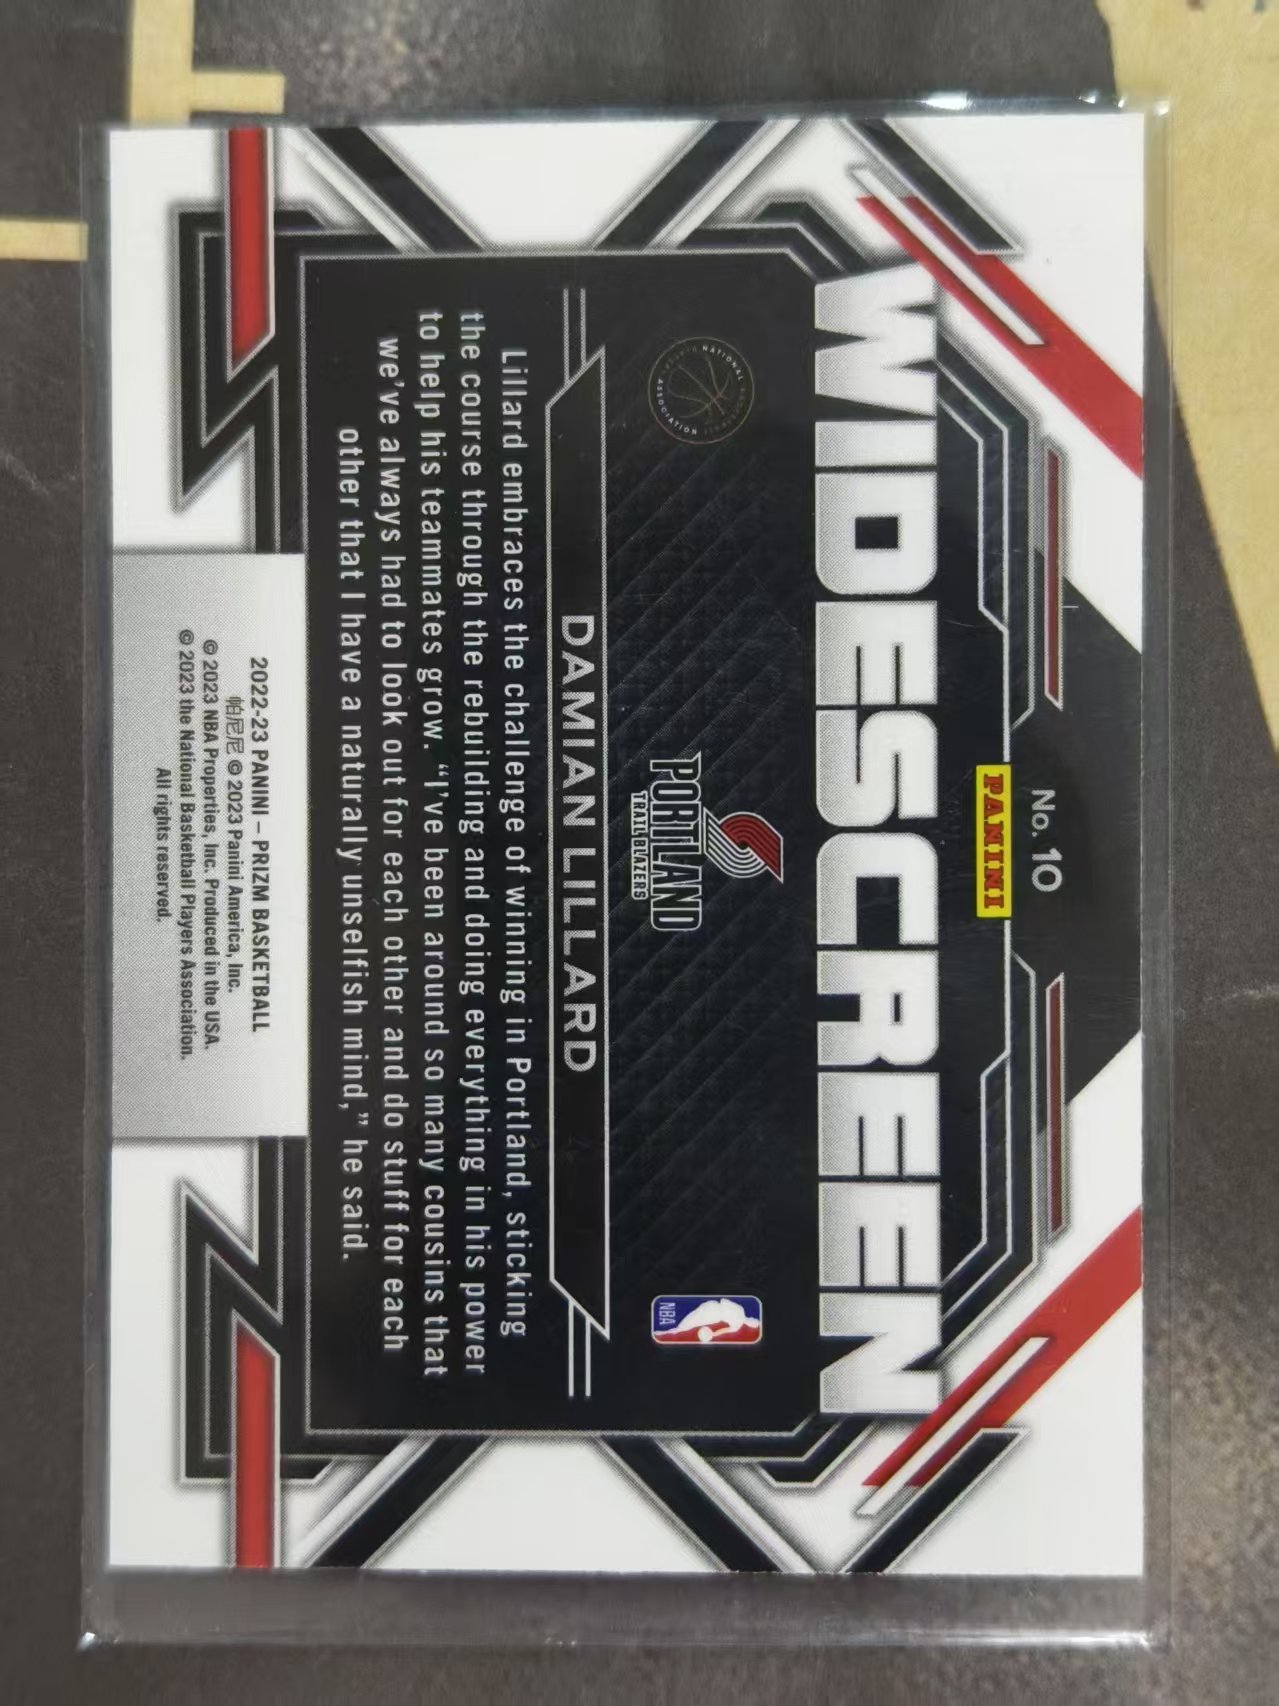 No. 10
PANINI
WIDESCREEN
NATIONAL
ASSOCIATION
PORTLAND
TRAIL BLAZERS
NBA
DAMIAN LILLARD
Lillard embraces the challenge of winning in Portland, sticking
the course through the rebuilding and doing everything in his power
to help his teammates grow. “I’ve been around so many cousins that
we’ve always had to look out for each other and do stuff for each
other that I have a naturally unselfish mind,” he said.
2022-23 PANINI – PRIZM BASKETBALL
帕尼尼 © 2023 Panini America, Inc.
© 2023 NBA Properties, Inc. Produced in the USA.
© 2023 the National Basketball Players Association.
All rights reserved.